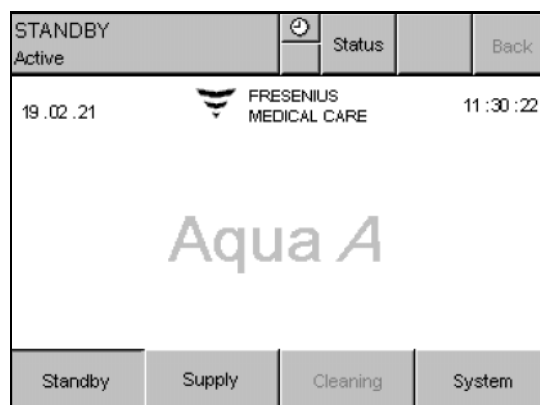 STANDBY
Active
Status
Back
19.02.21
FRESENIUS
MEDICAL CARE
11:30:22
Aqua A
Standby
Supply
Cleaning
System